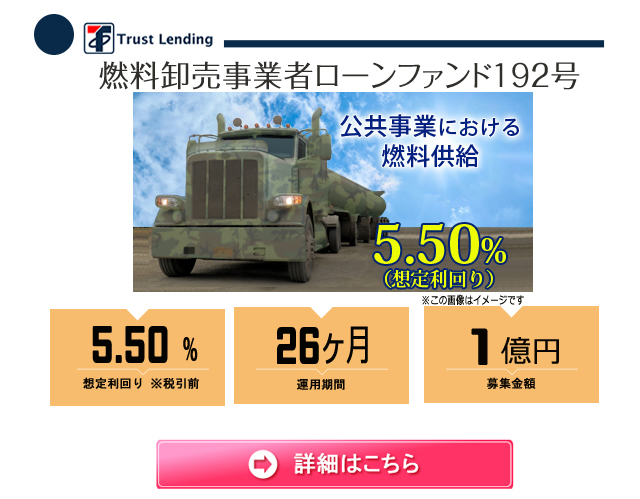 Trust Lending
燃料卸売事業者ローンファンド192号
公共事業における
燃料供給
5.50%
（想定利回り）
※この画像はイメージです
5.50 %
想定利回り ※税引前
26ケ月
運用期間
1 億円
募集金額
詳細はこちら